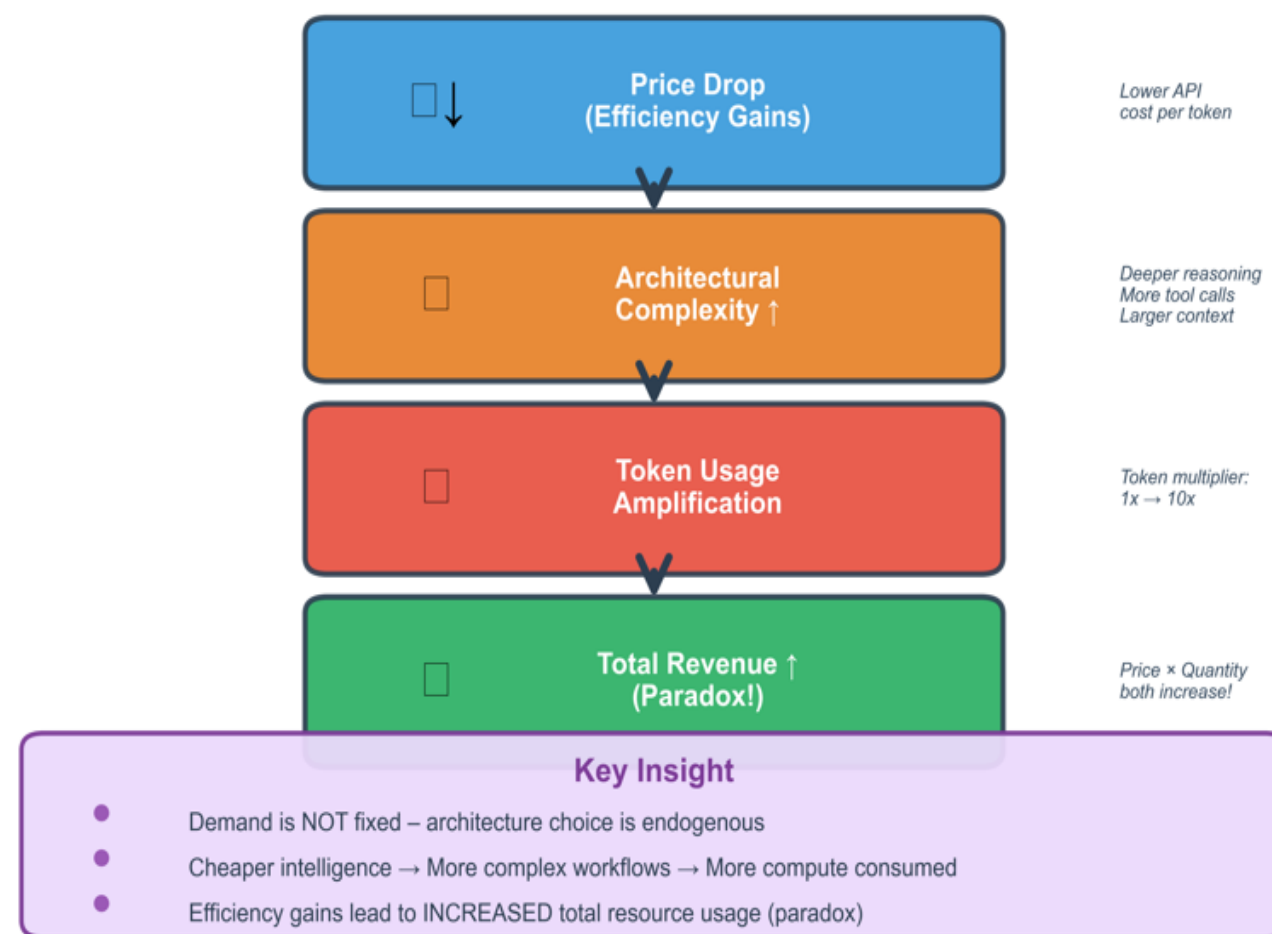 Price Drop
(Efficiency Gains)
Lower API
cost per token
Architectural
Complexity ↑
Deeper reasoning
More tool calls
Larger context
Token Usage
Amplification
Token multiplier:
1x → 10x
Total Revenue ↑
(Paradox!)
Price × Quantity
both increase!
Key Insight
Demand is NOT fixed – architecture choice is endogenous
Cheaper intelligence → More complex workflows → More compute consumed
Efficiency gains lead to INCREASED total resource usage (paradox)